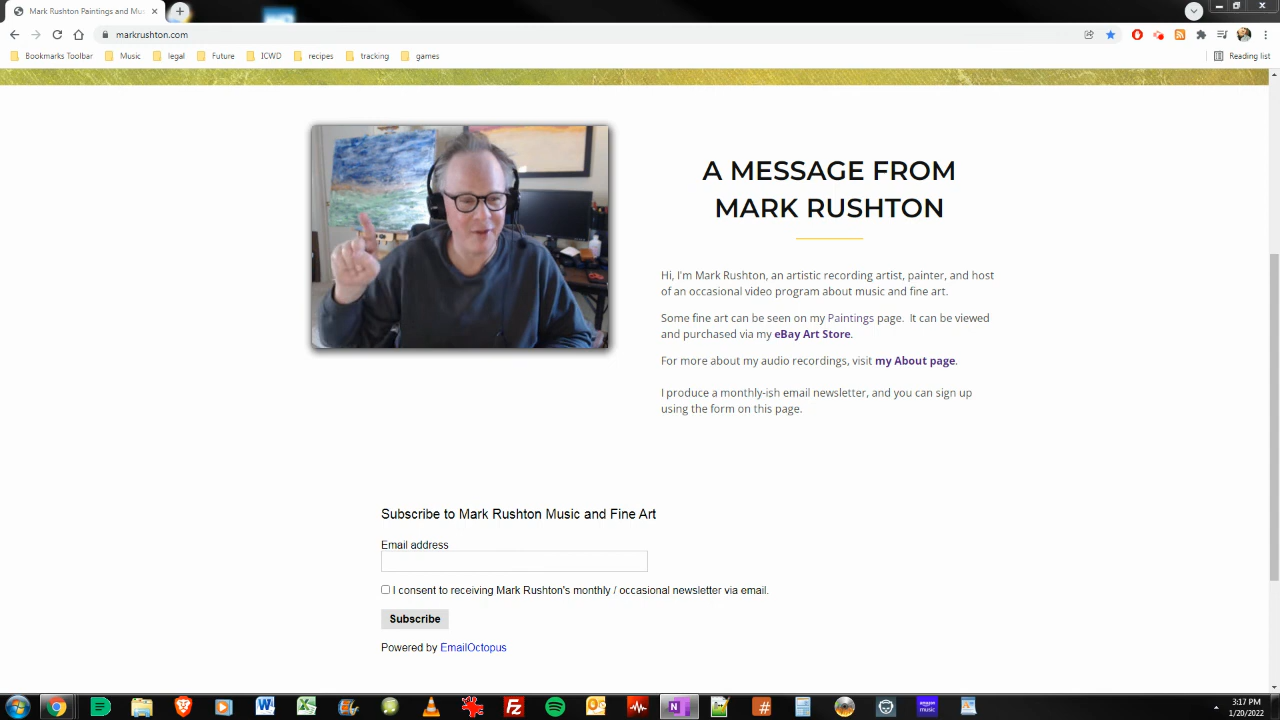 Mark Rushton Paintings and Mus
markrushton.com
Bookmarks Toolbar
Music
legal
Future
ICWD
recipes
tracking
games
Reading list
A MESSAGE FROM
MARK RUSHTON
Hi, I'm Mark Rushton, an artistic recording artist, painter, and host
of an occasional video program about music and fine art.
Some fine art can be seen on my Paintings page. It can be viewed
and purchased via my eBay Art Store.
For more about my audio recordings, visit my About page.
I produce a monthly-ish email newsletter, and you can sign up
using the form on this page.
Subscribe to Mark Rushton Music and Fine Art
Email address
I consent to receiving Mark Rushton's monthly / occasional newsletter via email.
Subscribe
Powered by EmailOctopus
amazon
music
3:17 PM
1/20/2022